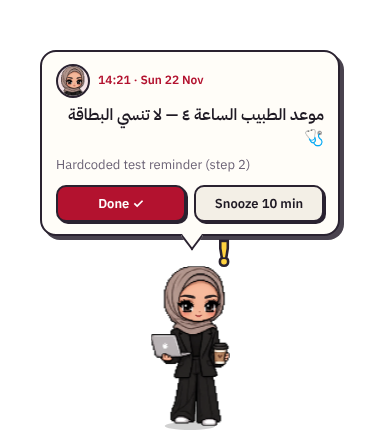 14:21 · Sun 22 Nov
موعد الطبيب الساعة ٤ — لا تنسي البطاقة
🩺
Hardcoded test reminder (step 2)
Done ✓
Snooze 10 min